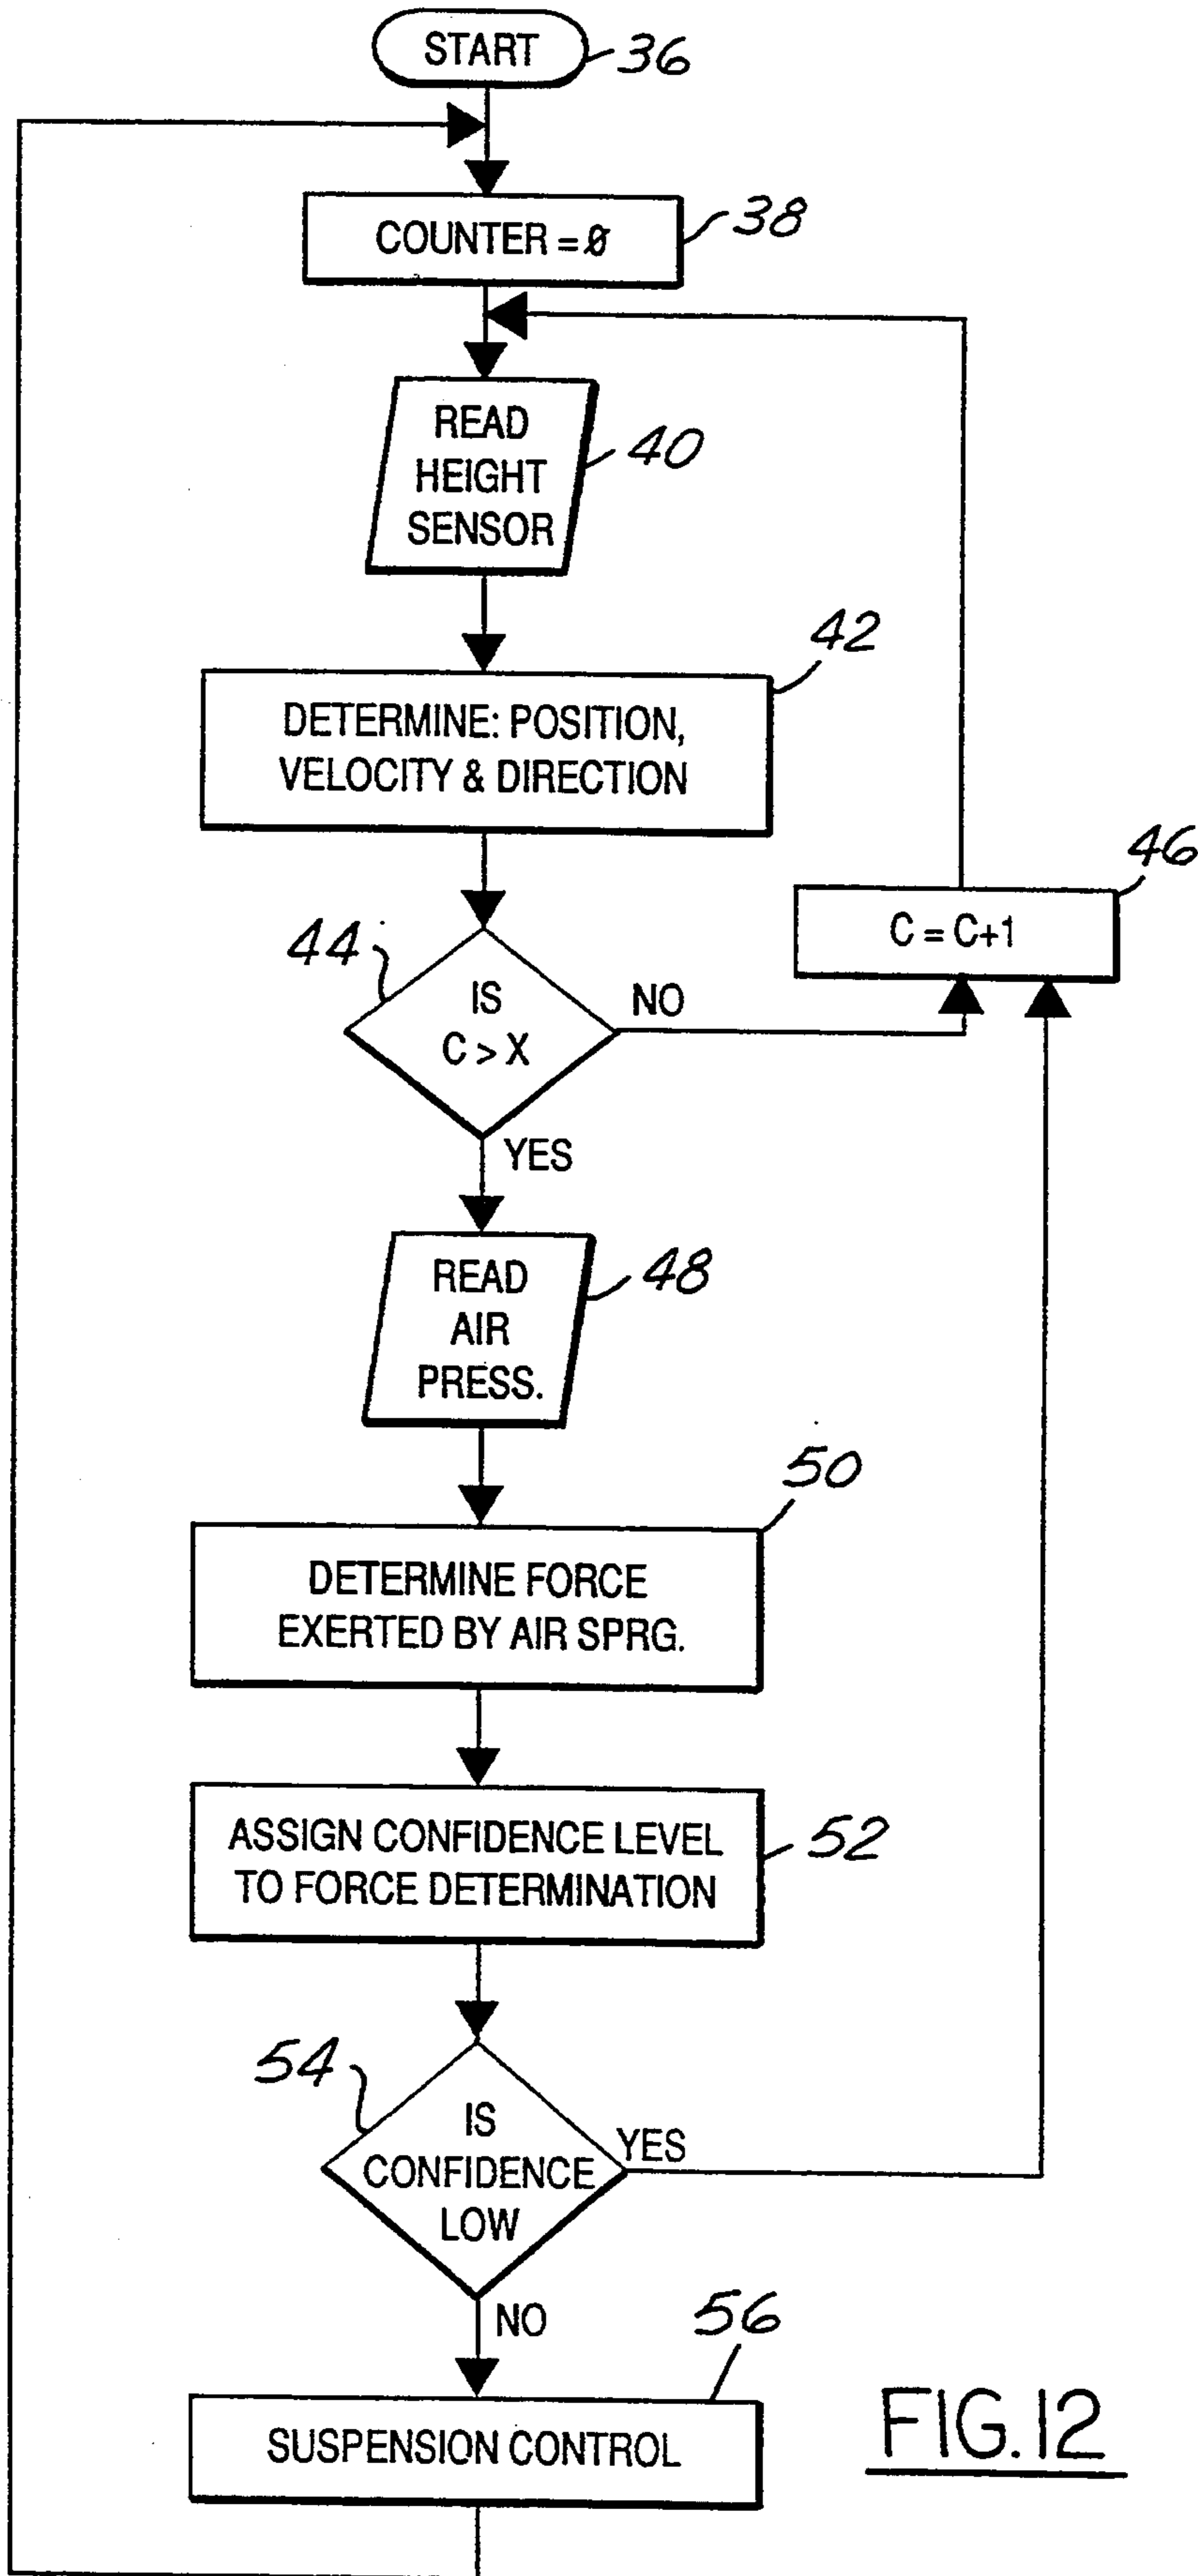 START
36
COUNTER = 0
38
READ
HEIGHT
SENSOR
40
42
DETERMINE: POSITION,
VELOCITY & DIRECTION
46
C = C+1
44
IS
C > X
NO
YES
READ
AIR
PRESS.
48
50
DETERMINE FORCE
EXERTED BY AIR SPRG.
ASSIGN CONFIDENCE LEVEL
TO FORCE DETERMINATION
52
54
IS
CONFIDENCE
LOW
YES
NO
56
SUSPENSION CONTROL
FIG.12